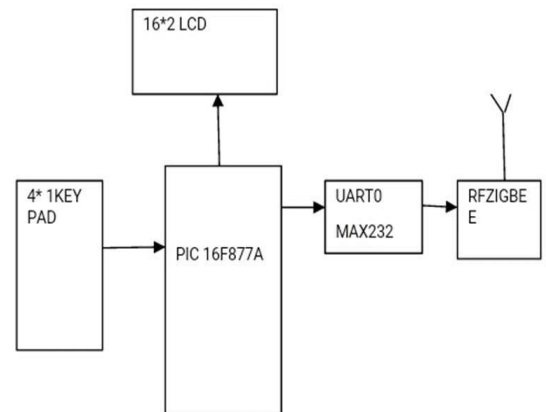 16*2 LCD
4* 1KEY
PAD
PIC 16F877A
UART0
MAX232
RFZIGBE
E